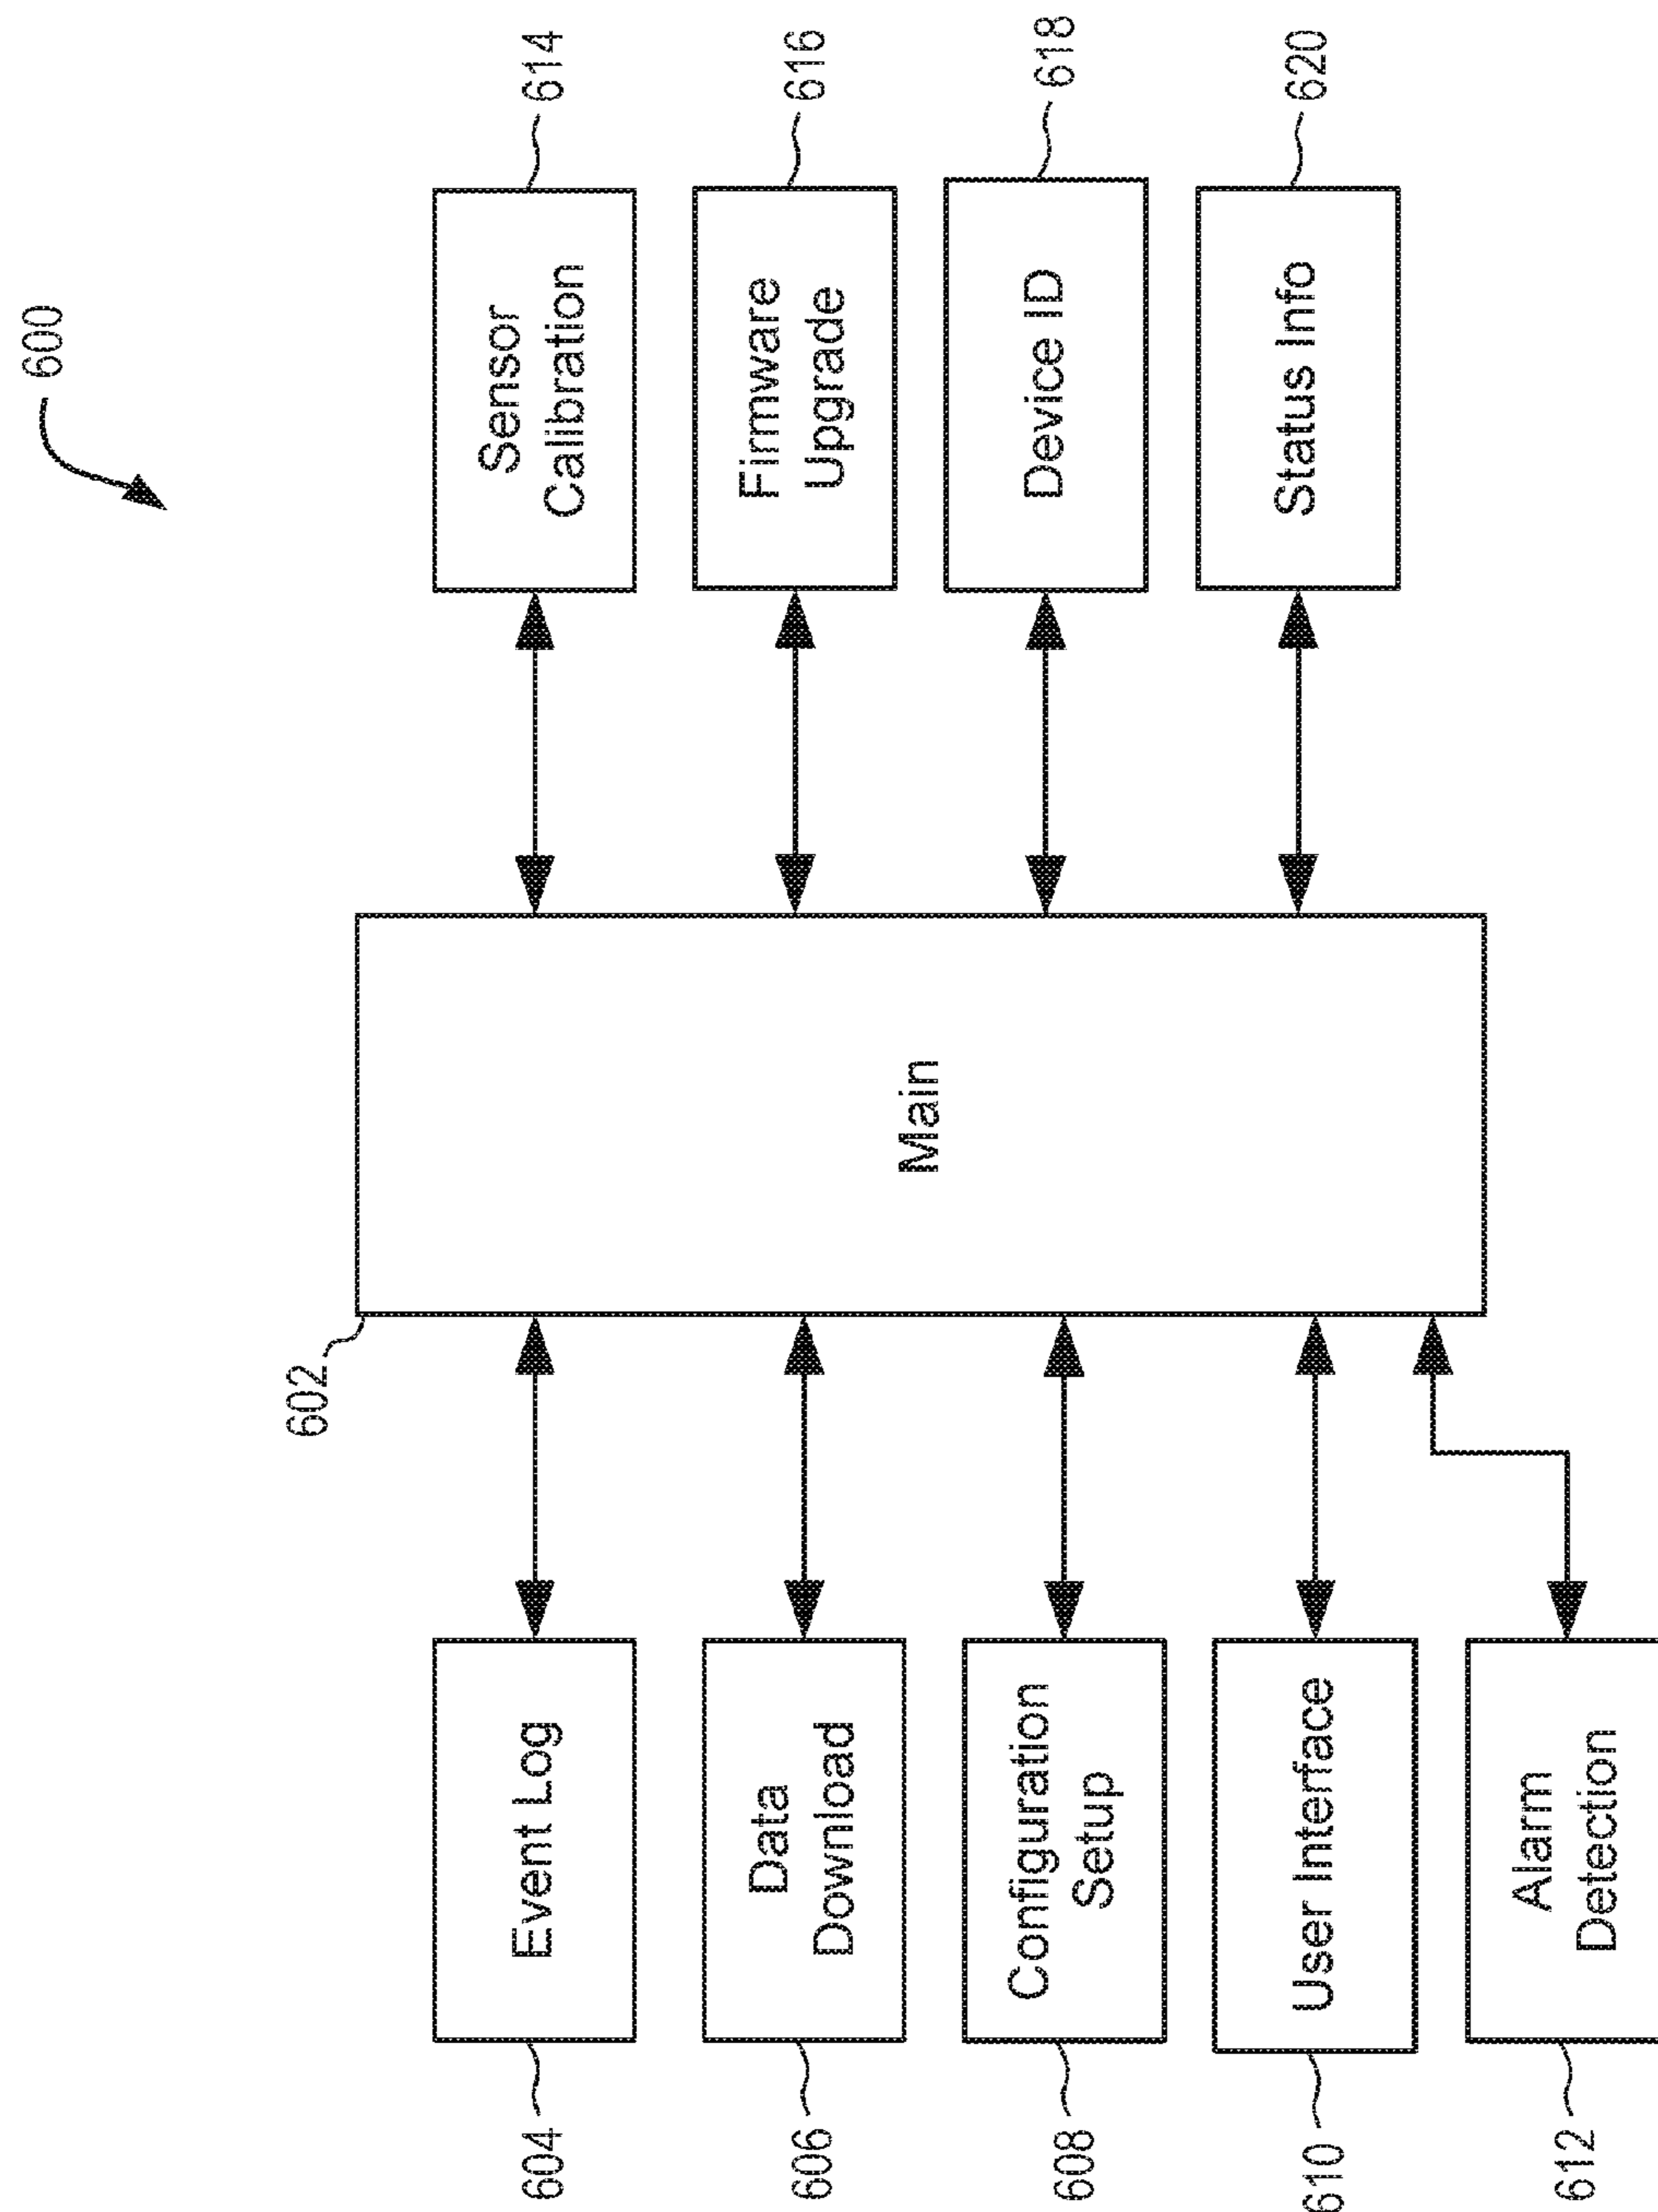 600
602
604
Event Log
606
Data
Download
608
Configuration
Setup
610
User Interface
612
Alarm
Detection
Main
Sensor
Calibration
614
Firmware
Upgrade
616
Device ID
618
Status Info
620